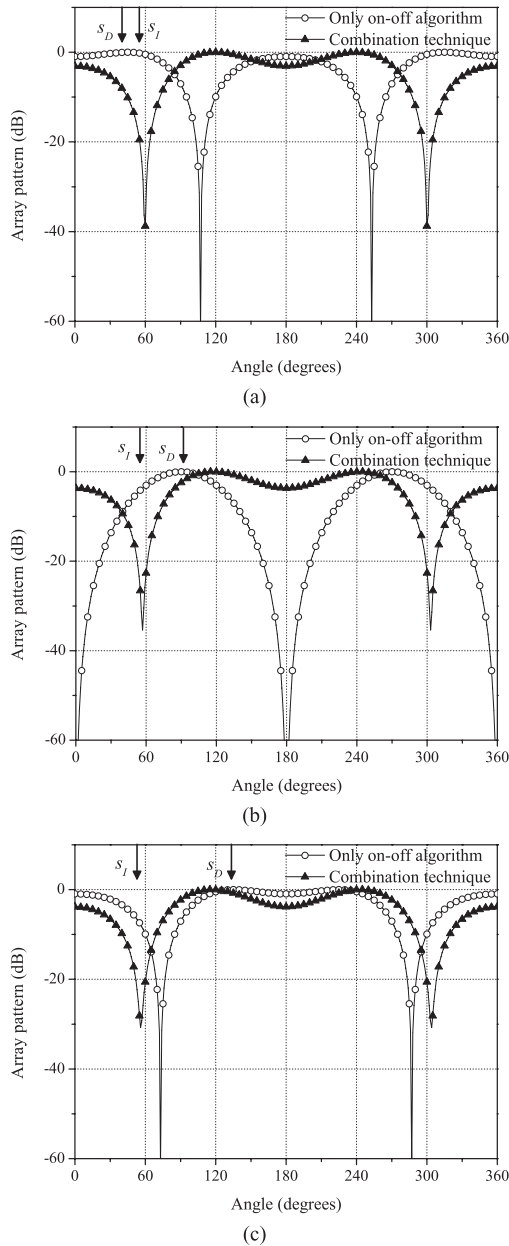 s_D s_I
Only on-off algorithm
Combination technique
0
-20
-40
-60
Array pattern (dB)
0 60 120 180 240 300 360
Angle (degrees)
(a)
s_I s_D
Only on-off algorithm
Combination technique
0
-20
-40
-60
Array pattern (dB)
0 60 120 180 240 300 360
Angle (degrees)
(b)
s_I s_D
Only on-off algorithm
Combination technique
0
-20
-40
-60
Array pattern (dB)
0 60 120 180 240 300 360
Angle (degrees)
(c)